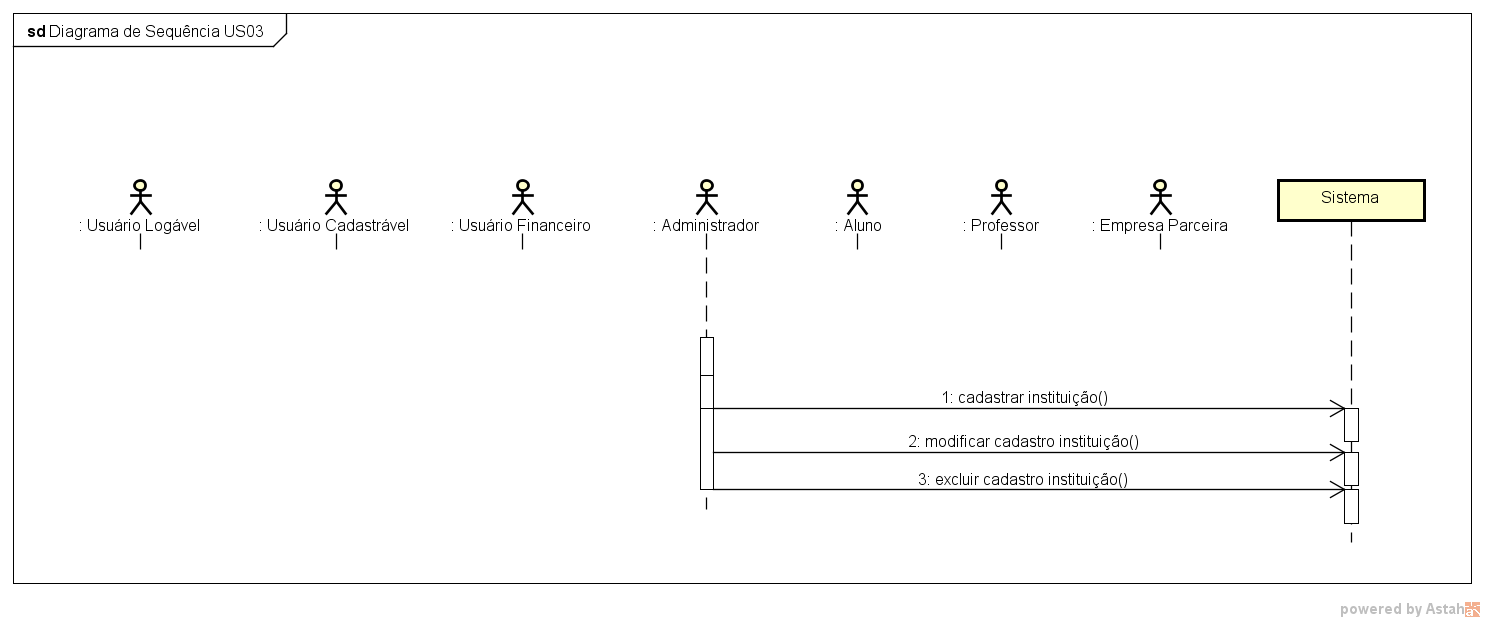 sd Diagrama de Sequência US03
: Usuário Logável
: Usuário Cadastrável
: Usuário Financeiro
: Administrador
: Aluno
: Professor
: Empresa Parceira
Sistema
1: cadastrar instituição()
2: modificar cadastro instituição()
3: excluir cadastro instituição()
powered by Astah